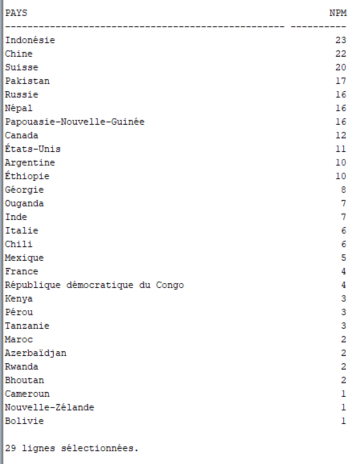 PAYS NPM
---------------------------------------------------- ----------
Indonésie 23
Chine 22
Suisse 20
Pakistan 17
Russie 16
Népal 16
Papouasie-Nouvelle-Guinée 16
Canada 12
États-Unis 11
Argentine 10
Éthiopie 10
Géorgie 8
Ouganda 7
Inde 7
Italie 6
Chili 6
Mexique 5
France 4
République démocratique du Congo 4
Kenya 3
Pérou 3
Tanzanie 3
Maroc 2
Azerbaïdjan 2
Rwanda 2
Bhoutan 2
Cameroun 1
Nouvelle-Zélande 1
Bolivie 1
29 lignes sélectionnées.